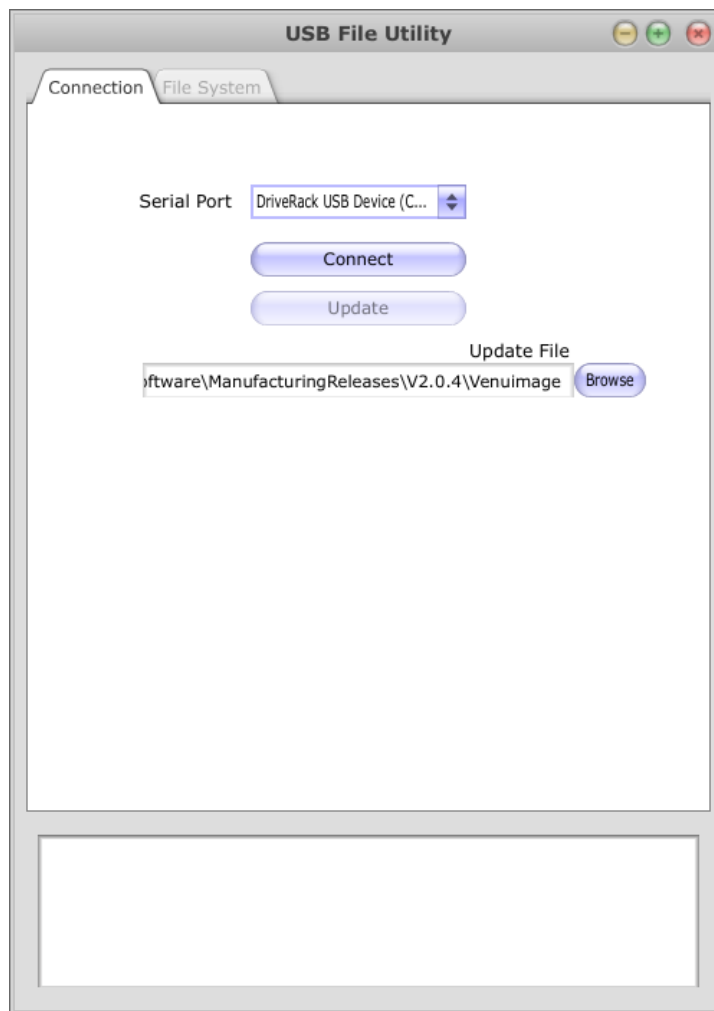 USB File Utility
Connection File System
Serial Port DriveRack USB Device (C...
Connect
Update
Update File
oftware\ManufacturingReleases\V2.0.4\Venuimage Browse